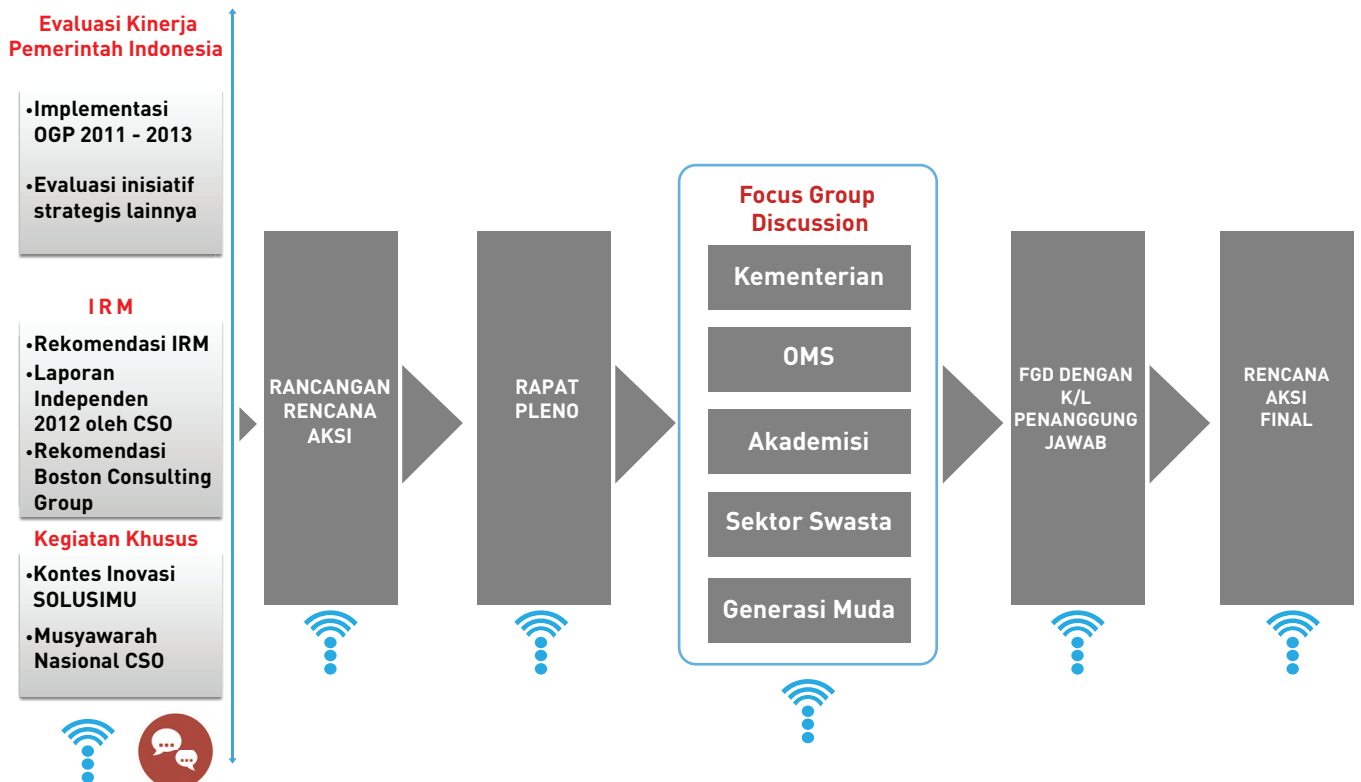 Evaluasi Kinerja
Pemerintah Indonesia
•Implementasi
OGP 2011 - 2013
•Evaluasi inisiatif
strategis lainnya
I R M
•Rekomendasi IRM
•Laporan
Independen
2012 oleh CSO
•Rekomendasi
Boston Consulting
Group
Kegiatan Khusus
•Kontes Inovasi
SOLUSIMU
•Musyawarah
Nasional CSO
RANCANGAN
RENCANA
AKSI
RAPAT
PLENO
Focus Group
Discussion
Kementerian
OMS
Akademisi
Sektor Swasta
Generasi Muda
FGD DENGAN
K/L
PENANGGUNG
JAWAB
RENCANA
AKSI
FINAL